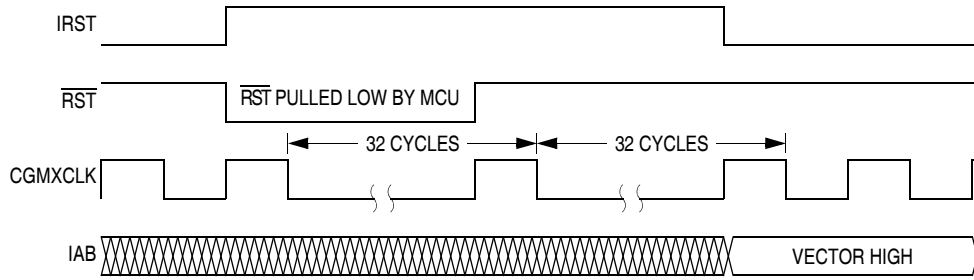 IRST
RST
RST PULLED LOW BY MCU
32 CYCLES
32 CYCLES
CGMXCLK
IAB
VECTOR HIGH